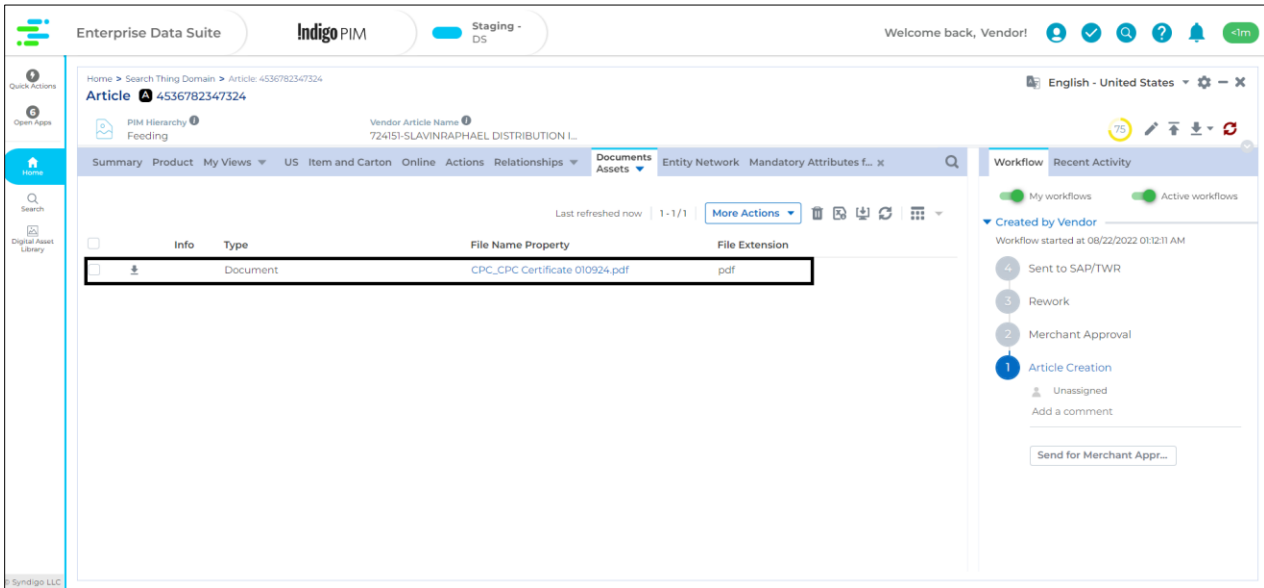 Enterprise Data Suite
!ndigo PIM
Staging -
DS
Welcome back, Vendor!
<1m
Quick Actions
6
Open Apps
Home
Search
Digital Asset
Library
© Syndigo LLC
Home > Search Thing Domain > Article: 4536782347324
Article A 4536782347324
English - United States
PIM Hierarchy
Feeding
Vendor Article Name
724151-SLAVINRAPHAEL DISTRIBUTION I...
75
Summary Product My Views US Item and Carton Online Actions Relationships Documents Assets Entity Network Mandatory Attributes f... x
Last refreshed now 1 - 1 / 1 More Actions
Info Type File Name Property File Extension
Document CPC_CPC Certificate 010924.pdf pdf
Workflow Recent Activity
My workflows Active workflows
Created by Vendor
Workflow started at 08/22/2022 01:12:11 AM
4 Sent to SAP/TWR
3 Rework
2 Merchant Approval
1 Article Creation
Unassigned
Add a comment
Send for Merchant Appr...